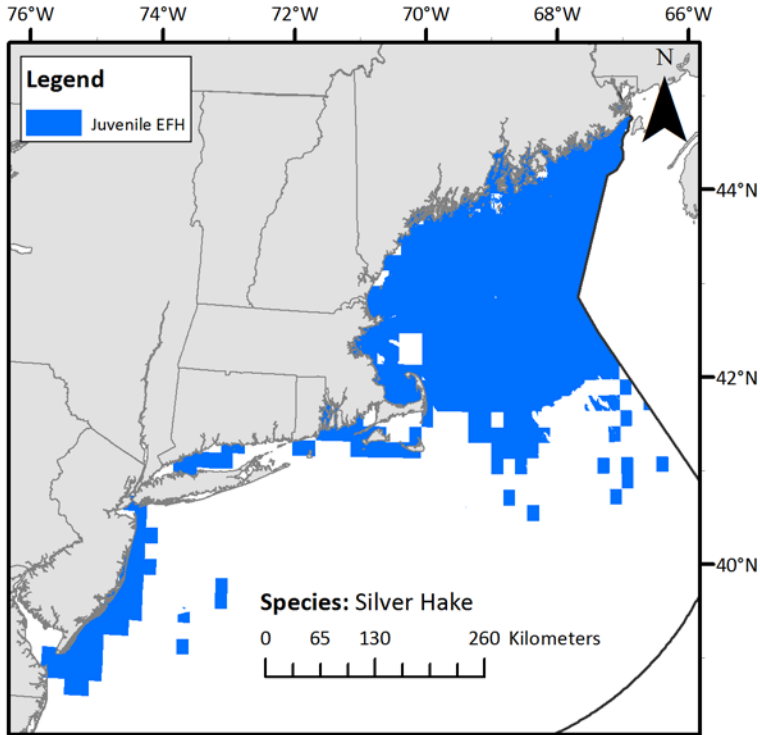 76°W 74°W 72°W 70°W 68°W 66°W
N
Legend
Juvenile EFH
44°N
42°N
40°N
Species: Silver Hake
0 65 130 260 Kilometers